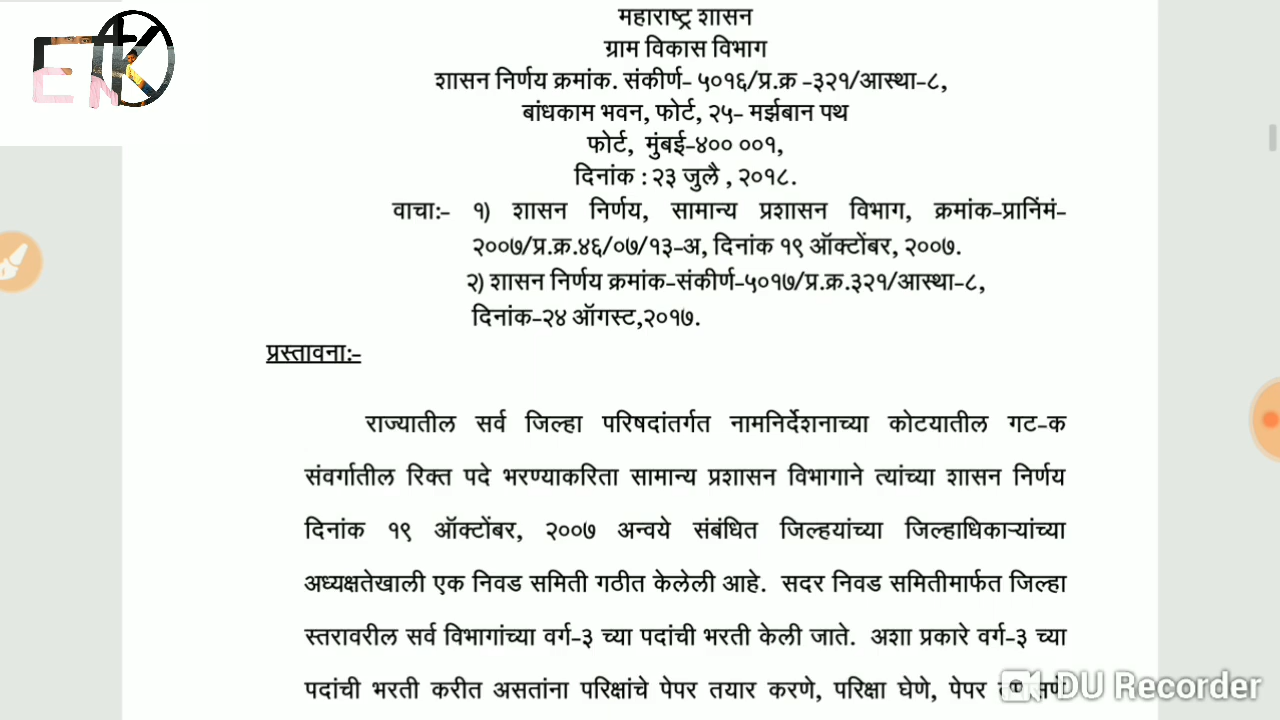 ETK
EN
महाराष्ट्र शासन
ग्राम विकास विभाग
शासन निर्णय क्रमांक. संकीर्ण- ५०१६/प्र.क्र -३२१/आस्था-८,
बांधकाम भवन, फोर्ट, २५- मर्झबान पथ
फोर्ट, मुंबई-४०० ००१,
दिनांक : २३ जुलै , २०१८.
वाचा:- १) शासन निर्णय, सामान्य प्रशासन विभाग, क्रमांक-प्रानिंमं-
२००७/प्र.क्र.४६/०७/१३-अ, दिनांक १९ ऑक्टोंबर, २००७.
२) शासन निर्णय क्रमांक-संकीर्ण-५०१७/प्र.क्र.३२१/आस्था-८,
दिनांक-२४ ऑगस्ट,२०१७.
प्रस्तावना:-
राज्यातील सर्व जिल्हा परिषदांतर्गत नामनिर्देशनाच्या कोटयातील गट-क
संवर्गातील रिक्त पदे भरण्याकरिता सामान्य प्रशासन विभागाने त्यांच्या शासन निर्णय
दिनांक १९ ऑक्टोंबर, २००७ अन्वये संबंधित जिल्हयांच्या जिल्हाधिकाऱ्यांच्या
अध्यक्षतेखाली एक निवड समिती गठीत केलेली आहे. सदर निवड समितीमार्फत जिल्हा
स्तरावरील सर्व विभागांच्या वर्ग-३ च्या पदांची भरती केली जाते. अशा प्रकारे वर्ग-३ च्या
पदांची भरती करीत असतांना परिक्षांचे पेपर तयार करणे, परिक्षा घेणे, पेपर
DU Recorder